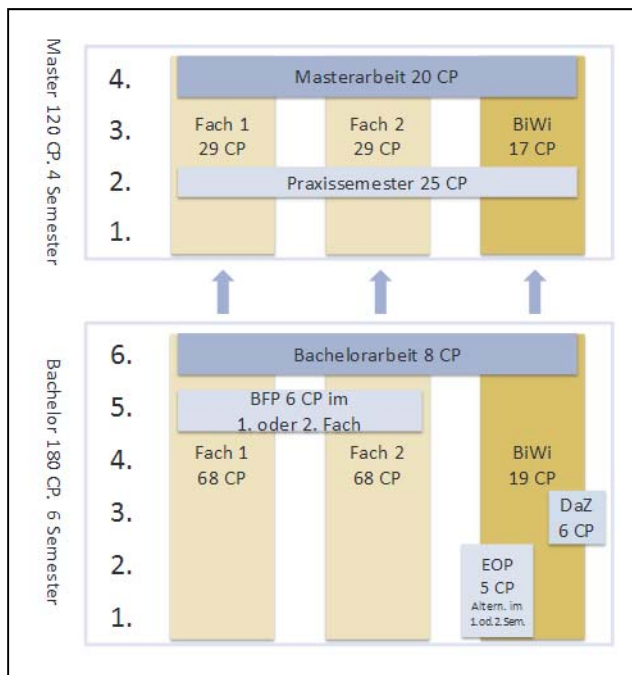 Master 120 CP, 4 Semester
4.
Masterarbeit 20 CP
3.
Fach 1
29 CP
Fach 2
29 CP
BiWi
17 CP
2.
Praxissemester 25 CP
1.
Bachelor 180 CP, 6 Semester
6.
Bachelorarbeit 8 CP
5.
BFP 6 CP im
1. oder 2. Fach
4.
Fach 1
68 CP
Fach 2
68 CP
BiWi
19 CP
3.
DaZ
6 CP
2.
EOP
5 CP
Altern. im
1.od.2.Sem.
1.